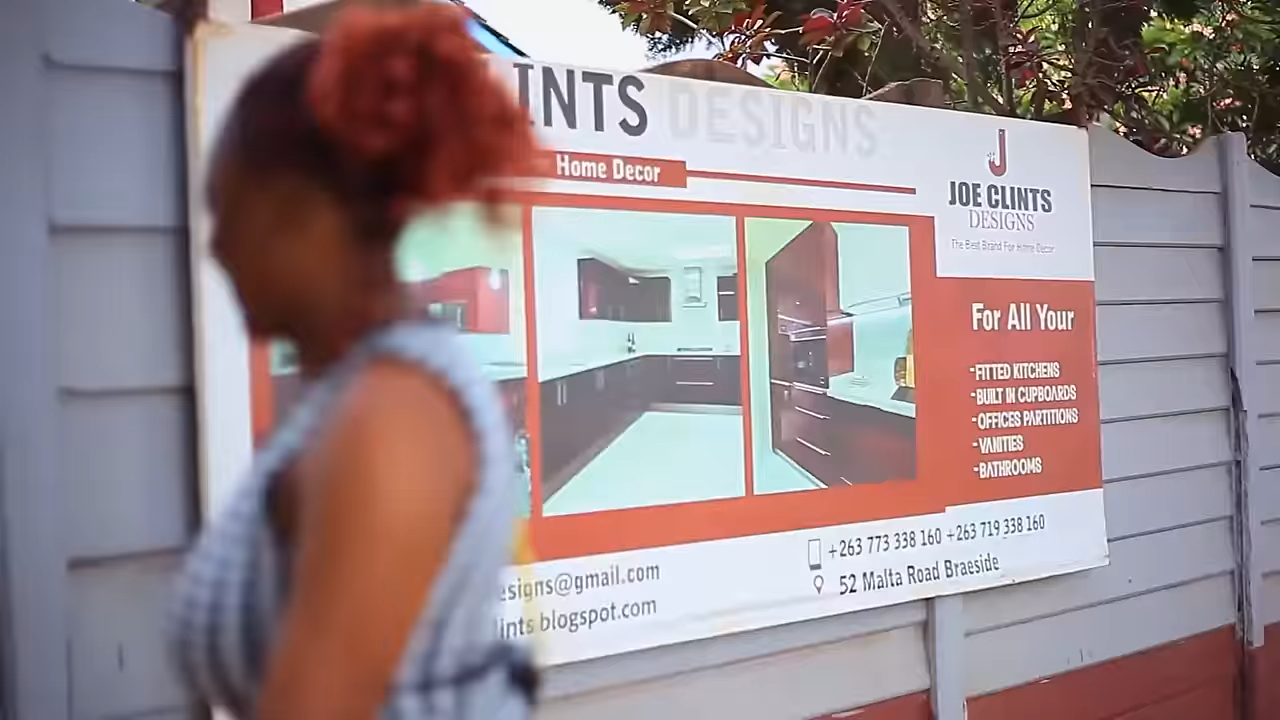 INTS DESIGNS
Home Decor
J
JOE CLINTS
DESIGNS
The Best Brand For Home Decor
For All Your
-FITTED KITCHENS
-BUILT IN CUPBOARDS
-OFFICES PARTITIONS
-VANITIES
-BATHROOMS
+263 773 338 160 +263 719 338 160
52 Malta Road Braeside
esigns@gmail.com
ints blogspot.com